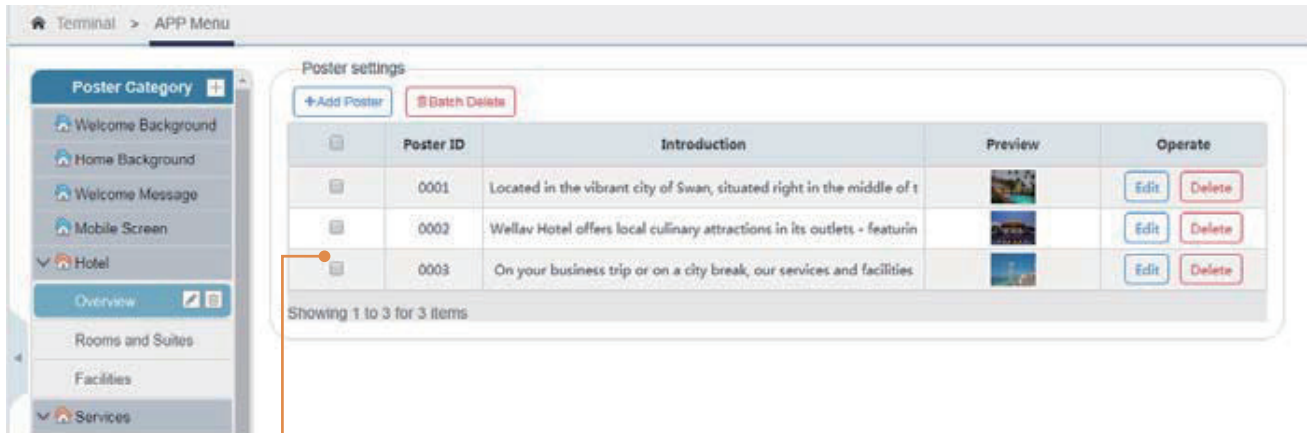 Terminal > APP Menu
Poster Category
Welcome Background
Home Background
Welcome Message
Mobile Screen
Hotel
Overview
Rooms and Suites
Facilities
Services
Poster settings
+Add Poster Batch Delete
Poster ID Introduction Preview Operate
0001 Located in the vibrant city of Swan, situated right in the middle of t Edit Delete
0002 Wellav Hotel offers local culinary attractions in its outlets - featurin Edit Delete
0003 On your business trip or on a city break, our services and facilities Edit Delete
Showing 1 to 3 for 3 items